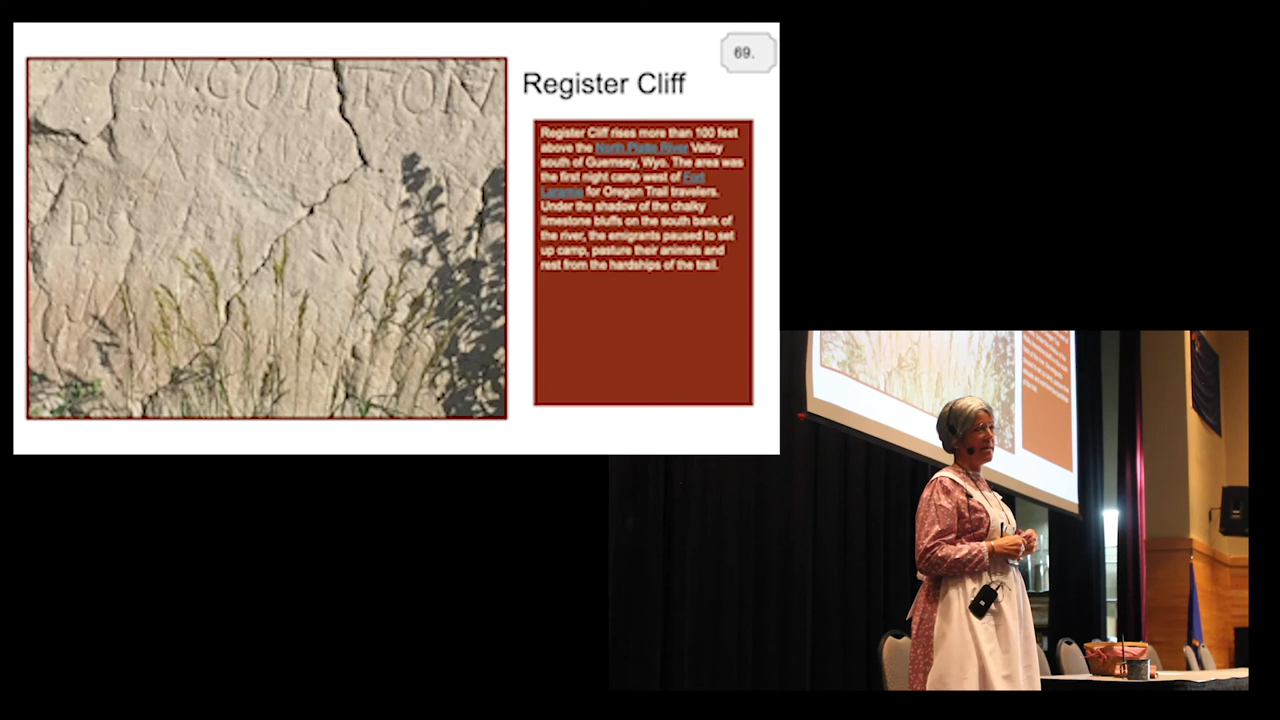 69.
Register Cliff
I.N.COTTON
BS
Register Cliff rises more than 100 feet
above the North Platte River Valley
south of Guernsey, Wyo. The area was
the first night camp west of Fort
Laramie for Oregon Trail travelers.
Under the shadow of the chalky
limestone bluffs on the south bank of
the river, the emigrants paused to set
up camp, pasture their animals and
rest from the hardships of the trail.